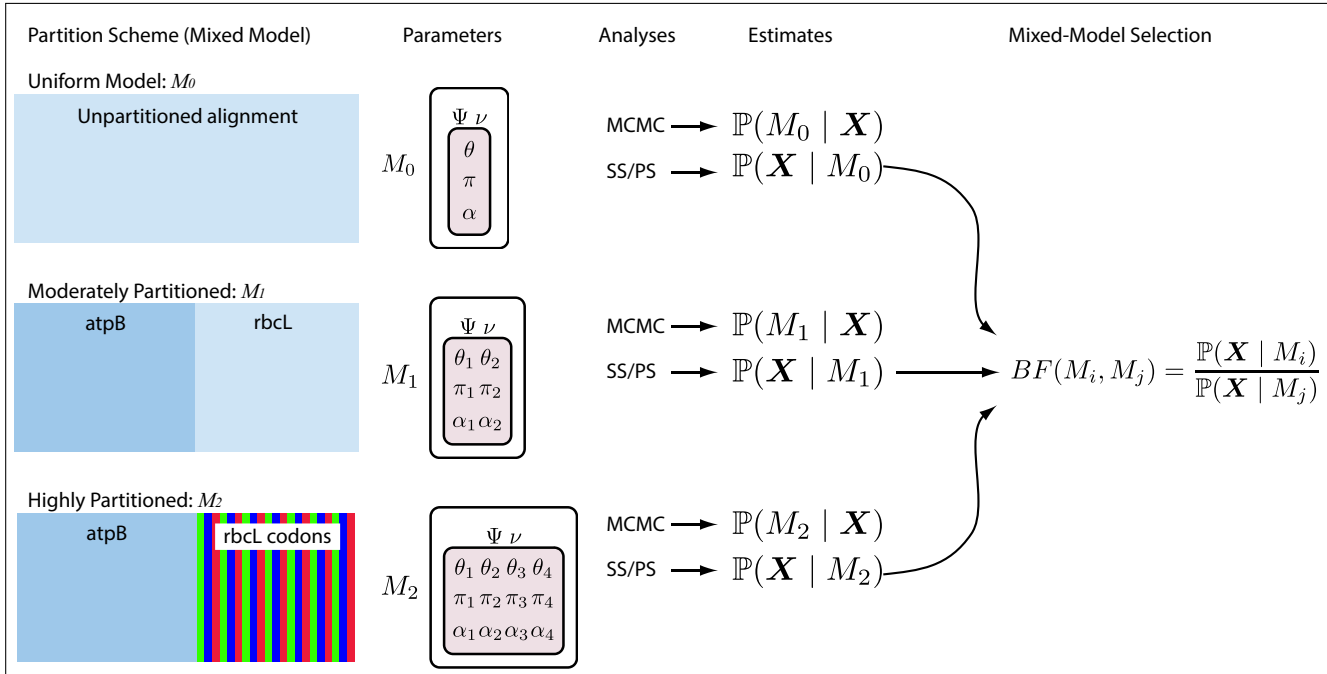 Partition Scheme (Mixed Model) Parameters Analyses Estimates Mixed-Model Selection
Uniform Model: M0
Unpartitioned alignment
M0
Ψ ν
θ
π
α
MCMC ℙ(M0 | X)
SS/PS ℙ(X | M0)
Moderately Partitioned: M1
atpB rbcL
M1
Ψ ν
θ1 θ2
π1 π2
α1 α2
MCMC ℙ(M1 | X)
SS/PS ℙ(X | M1)
BF(Mi, Mj) = ℙ(X | Mi) / ℙ(X | Mj)
Highly Partitioned: M2
atpB rbcL codons
M2
Ψ ν
θ1 θ2 θ3 θ4
π1 π2 π3 π4
α1 α2 α3 α4
MCMC ℙ(M2 | X)
SS/PS ℙ(X | M2)